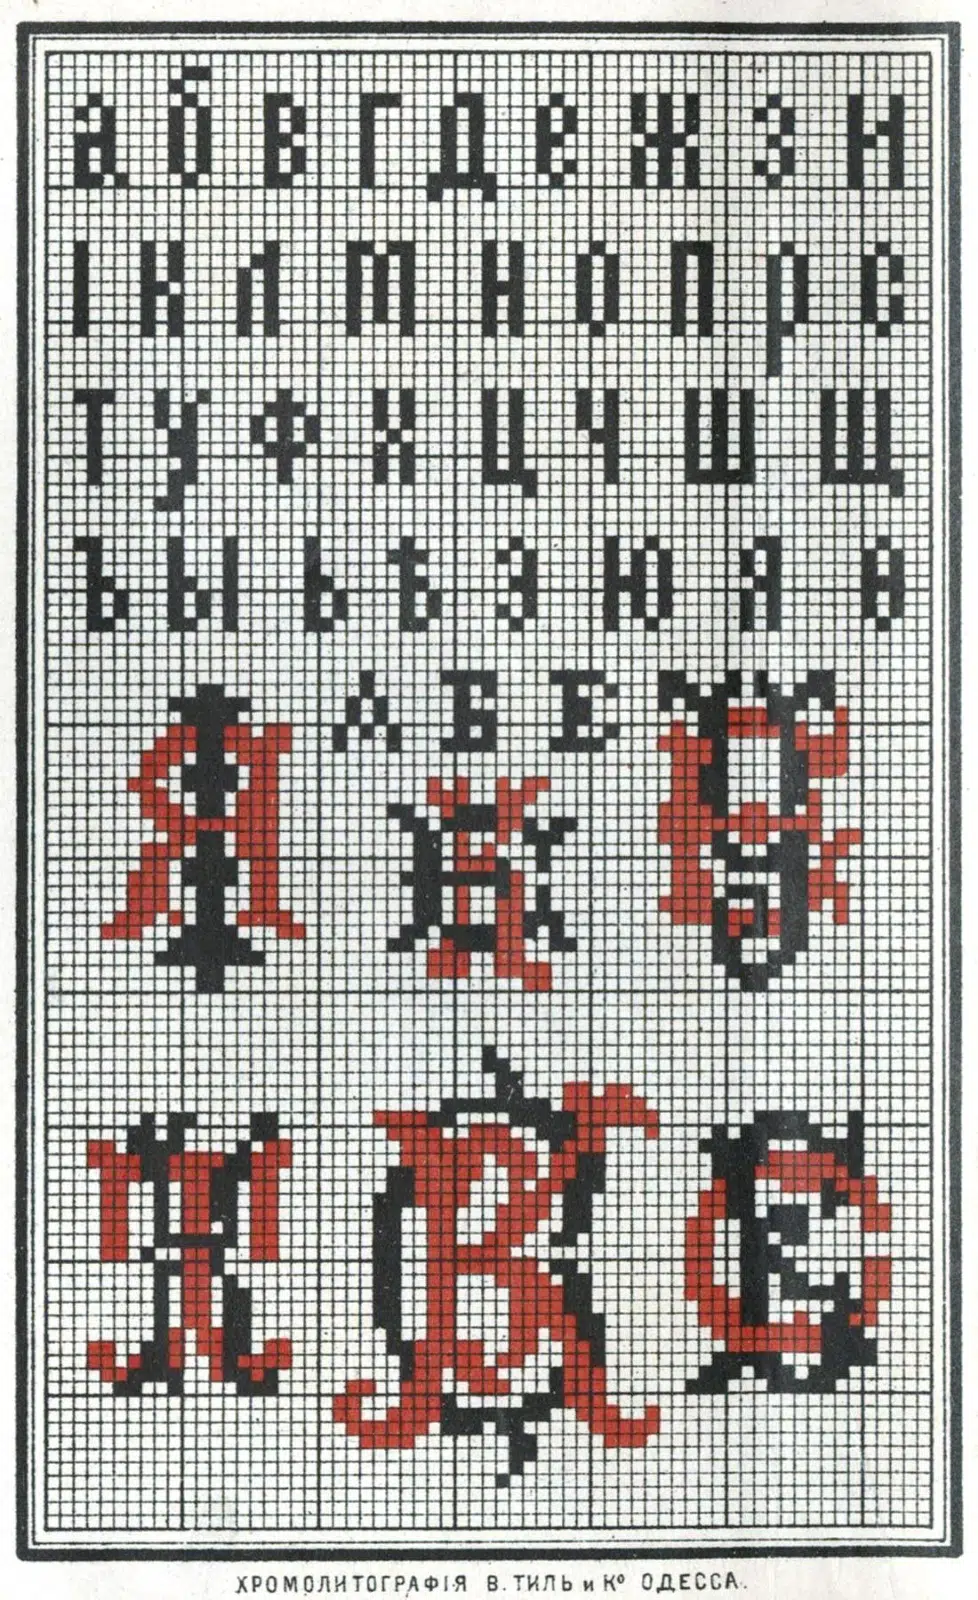 а б в г д е ж з и
і к л м н о п р с
т у ф х ц ч ш щ
ъ ы ь ѣ э ю я ѳ
А Б Е
ХРОМОЛИТОГРАФІЯ В. ТИЛЬ и Кº ОДЕССА.